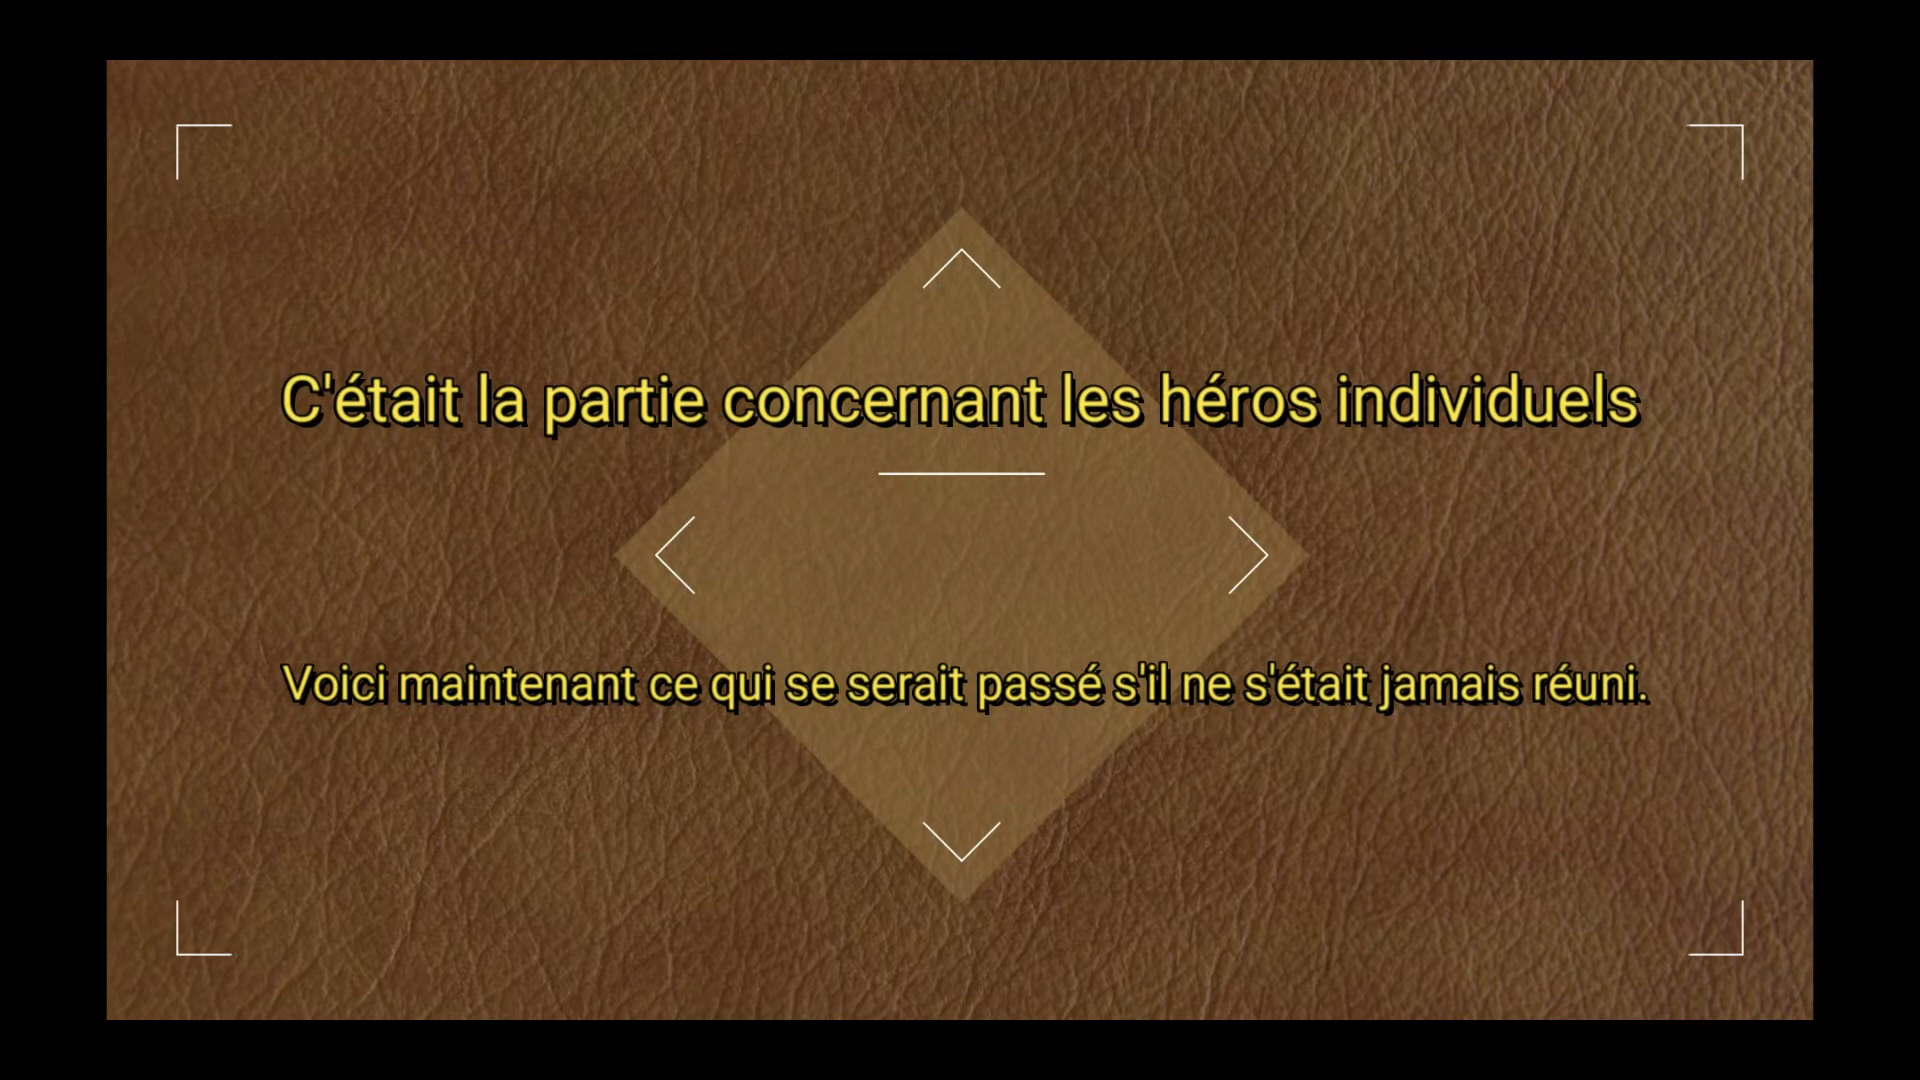 C'était la partie concernant les héros individuels
Voici maintenant ce qui se serait passé s'il ne s'était jamais réuni.